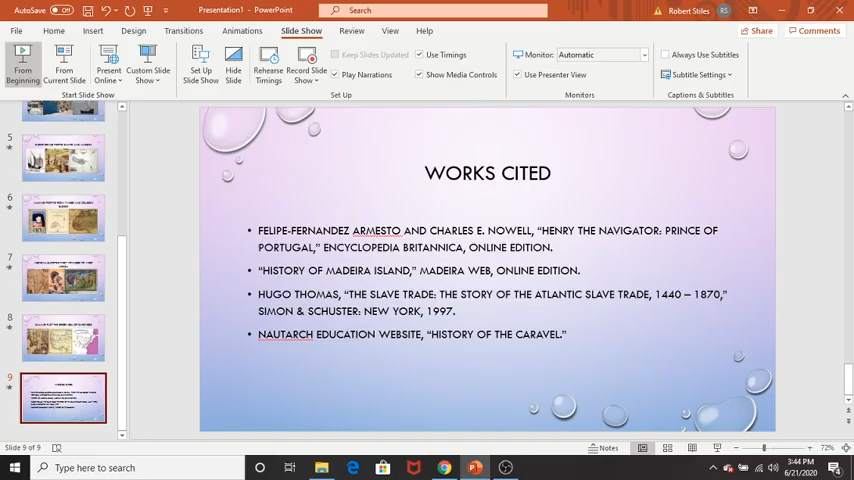 AutoSave Off
Presentation1 - PowerPoint
Search
Robert Stiles
RS
File Home Insert Design Transitions Animations Slide Show Review View Help
Share Comments
From Beginning
From Current Slide
Present Online
Custom Slide Show
Set Up Slide Show
Hide Slide
Rehearse Timings
Record Slide Show
Keep Slides Updated
Play Narrations
Use Timings
Show Media Controls
Monitor: Automatic
Use Presenter View
Always Use Subtitles
Subtitle Settings
Start Slide Show
Set Up
Monitors
Captions & Subtitles
5
6
7
8
9
WORKS CITED
• FELIPE-FERNANDEZ ARMESTO AND CHARLES E. NOWELL, “HENRY THE NAVIGATOR: PRINCE OF
PORTUGAL,” ENCYCLOPEDIA BRITANNICA, ONLINE EDITION.
• “HISTORY OF MADEIRA ISLAND,” MADEIRA WEB, ONLINE EDITION.
• HUGO THOMAS, “THE SLAVE TRADE: THE STORY OF THE ATLANTIC SLAVE TRADE, 1440 – 1870,”
SIMON & SCHUSTER: NEW YORK, 1997.
• NAUTARCH EDUCATION WEBSITE, “HISTORY OF THE CARAVEL.”
Slide 9 of 9
Notes
72%
Type here to search
3:44 PM
6/21/2020
4